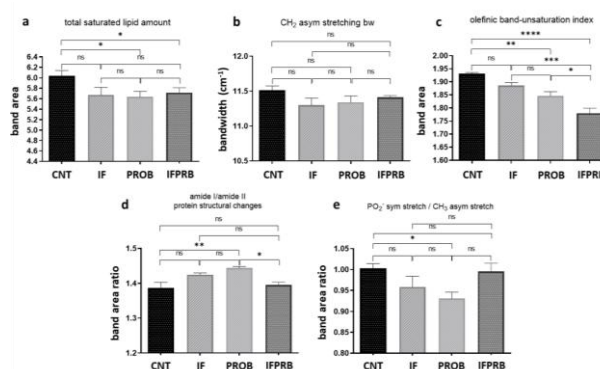 a total saturated lipid amount
* * ns ns ns
band area
6.4 6.2 6.0 5.8 5.6 5.4 5.2 5.0 4.8 4.6 4.4
CNT IF PROB IFPRB
b CH₂ asym stretching bw
ns ns ns ns ns ns
bandwidth (cm⁻¹)
12.0 11.5 11.0 10.5
CNT IF PROB IFPRB
c olefinic band-unsaturation index
**** ** *** ns ns *
band area
2.00 1.95 1.90 1.85 1.80 1.75 1.70 1.65 1.60
CNT IF PROB IFPRB
d amide I/amide II
protein structural changes
ns ns ** ns ns *
band area ratio
1.5 1.4 1.3 1.2
CNT IF PROB IFPRB
e PO₂⁻ sym stretch / CH₃ asym stretch
ns ns * ns ns ns
band area ratio
1.05 1.00 0.95 0.90 0.85 0.80
CNT IF PROB IFPRB